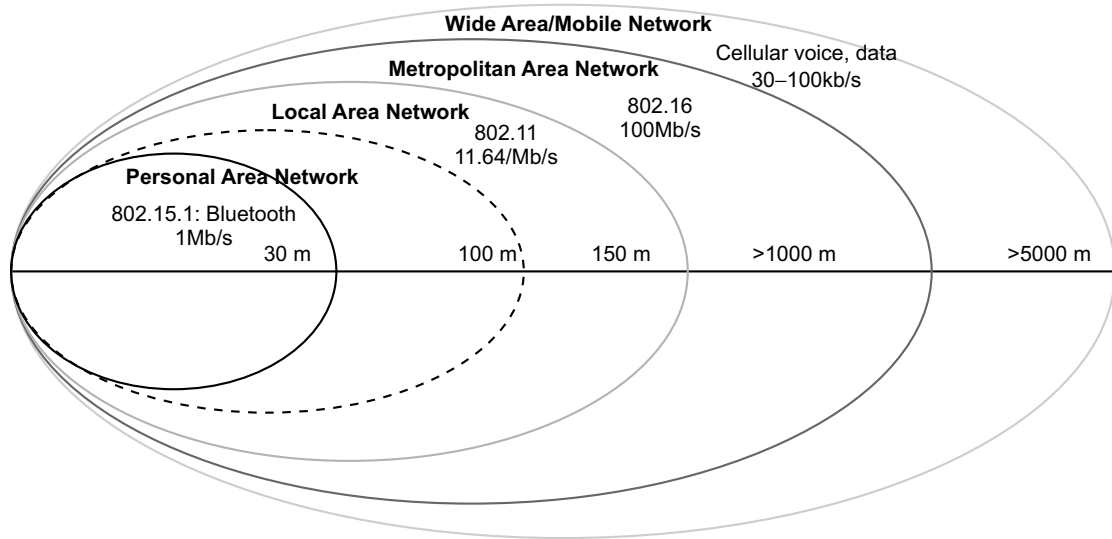 Wide Area/Mobile Network
Cellular voice, data
30–100kb/s
Metropolitan Area Network
802.16
100Mb/s
Local Area Network
802.11
11.64/Mb/s
Personal Area Network
802.15.1: Bluetooth
1Mb/s
30 m
100 m
150 m
>1000 m
>5000 m